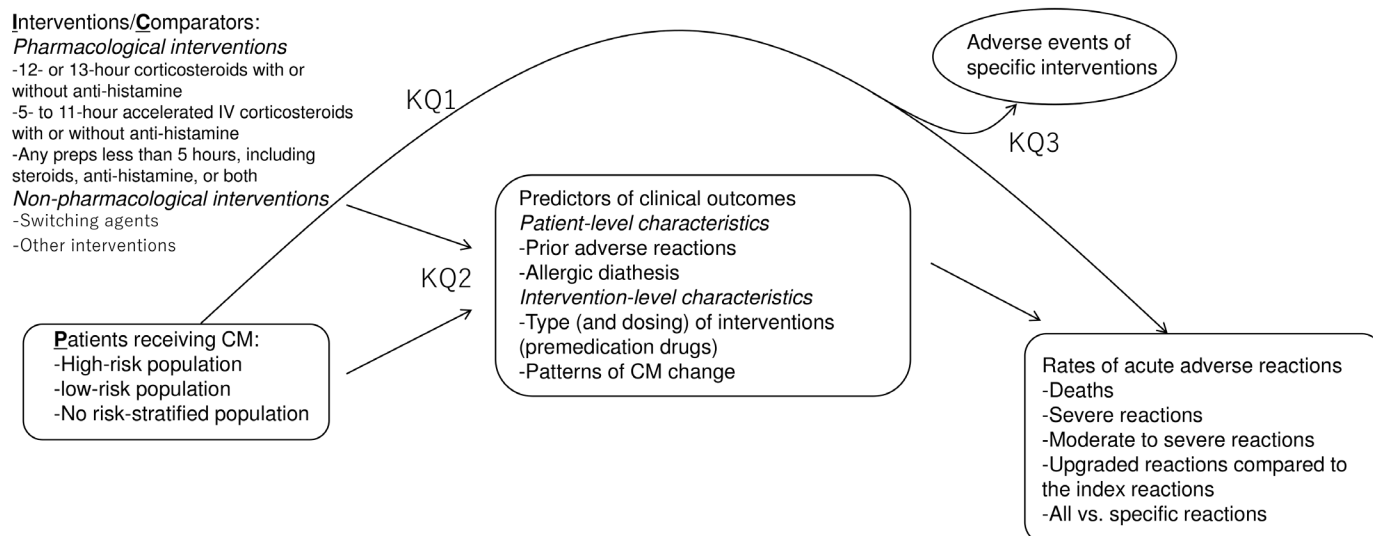 Interventions/Comparators:
Pharmacological interventions
-12- or 13-hour corticosteroids with or
without anti-histamine
-5- to 11-hour accelerated IV corticosteroids
with or without anti-histamine
-Any preps less than 5 hours, including
steroids, anti-histamine, or both
Non-pharmacological interventions
-Switching agents
-Other interventions
KQ1
Adverse events of
specific interventions
KQ3
KQ2
Predictors of clinical outcomes
Patient-level characteristics
-Prior adverse reactions
-Allergic diathesis
Intervention-level characteristics
-Type (and dosing) of interventions
(premedication drugs)
-Patterns of CM change
Patients receiving CM:
-High-risk population
-low-risk population
-No risk-stratified population
Rates of acute adverse reactions
-Deaths
-Severe reactions
-Moderate to severe reactions
-Upgraded reactions compared to
the index reactions
-All vs. specific reactions